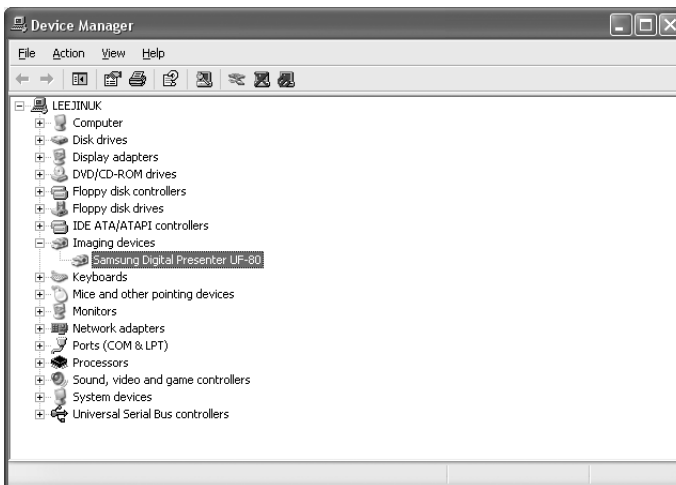 Device Manager
File Action View Help
LEEJINUK
Computer
Disk drives
Display adapters
DVD/CD-ROM drives
Floppy disk controllers
Floppy disk drives
IDE ATA/ATAPI controllers
Imaging devices
Samsung Digital Presenter UF-80
Keyboards
Mice and other pointing devices
Monitors
Network adapters
Ports (COM & LPT)
Processors
Sound, video and game controllers
System devices
Universal Serial Bus controllers